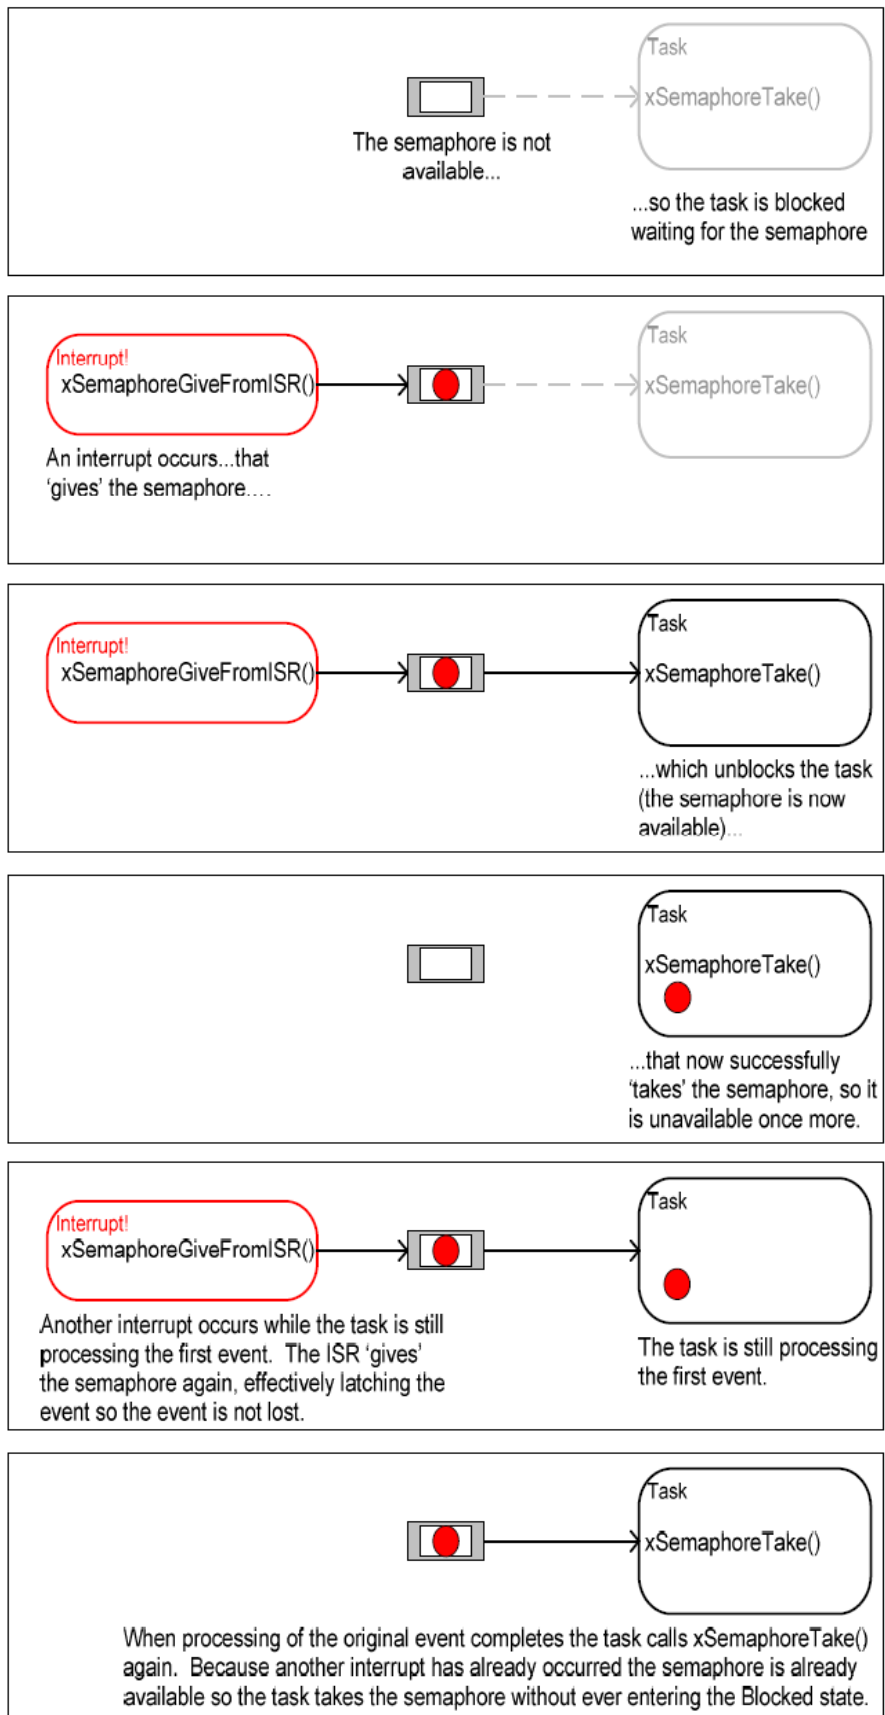 Task
xSemaphoreTake()
The semaphore is not
available...
...so the task is blocked
waiting for the semaphore
Interrupt!
xSemaphoreGiveFromISR()
Task
xSemaphoreTake()
An interrupt occurs...that
‘gives’ the semaphore....
Interrupt!
xSemaphoreGiveFromISR()
Task
xSemaphoreTake()
...which unblocks the task
(the semaphore is now
available)...
Task
xSemaphoreTake()
...that now successfully
‘takes’ the semaphore, so it
is unavailable once more.
Interrupt!
xSemaphoreGiveFromISR()
Task
Another interrupt occurs while the task is still
processing the first event. The ISR ‘gives’
the semaphore again, effectively latching the
event so the event is not lost.
The task is still processing
the first event.
Task
xSemaphoreTake()
When processing of the original event completes the task calls xSemaphoreTake()
again. Because another interrupt has already occurred the semaphore is already
available so the task takes the semaphore without ever entering the Blocked state.